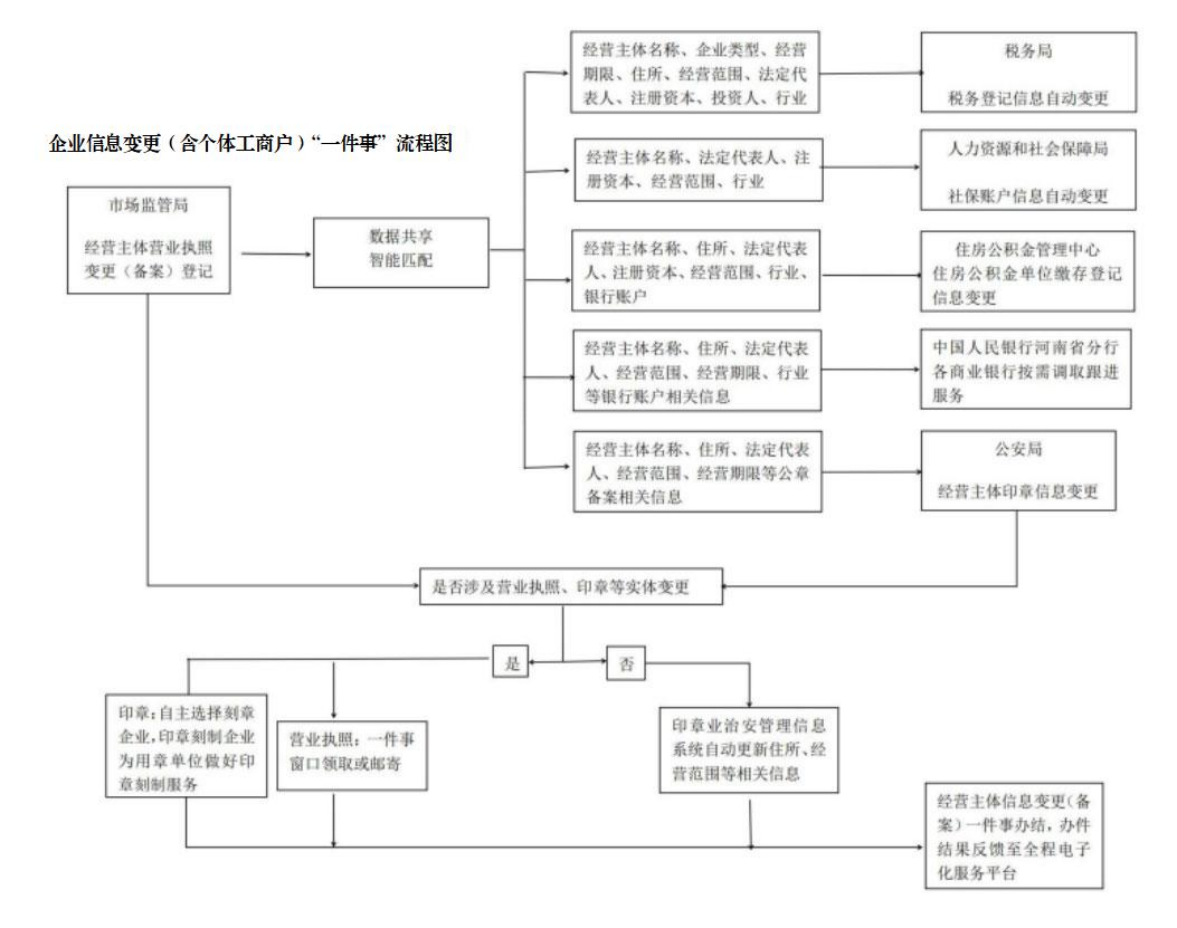 企业信息变更（含个体工商户）“一件事”流程图
市场监管局
经营主体营业执照
变更（备案）登记
数据共享
智能匹配
经营主体名称、企业类型、经营
期限、住所、经营范围、法定代
表人、注册资本、投资人、行业
税务局
税务登记信息自动变更
经营主体名称、法定代表人、注
册资本、经营范围、行业
人力资源和社会保障局
社保账户信息自动变更
经营主体名称、住所、法定代表
人、注册资本、经营范围、行业、
银行账户
住房公积金管理中心
住房公积金单位缴存登记
信息变更
经营主体名称、住所、法定代表
人、经营范围、经营期限、行业
等银行账户相关信息
中国人民银行河南省分行
各商业银行按需调取跟进
服务
经营主体名称、住所、法定代表
人、经营范围、经营期限等公章
备案相关信息
公安局
经营主体印章信息变更
是否涉及营业执照、印章等实体变更
是
否
印章：自主选择刻章
企业，印章刻制企业
为用章单位做好印
章刻制服务
营业执照：一件事
窗口领取或邮寄
印章业治安管理信息
系统自动更新住所、经
营范围等相关信息
经营主体信息变更（备
案）一件事办结，办件
结果反馈至全程电子
化服务平台